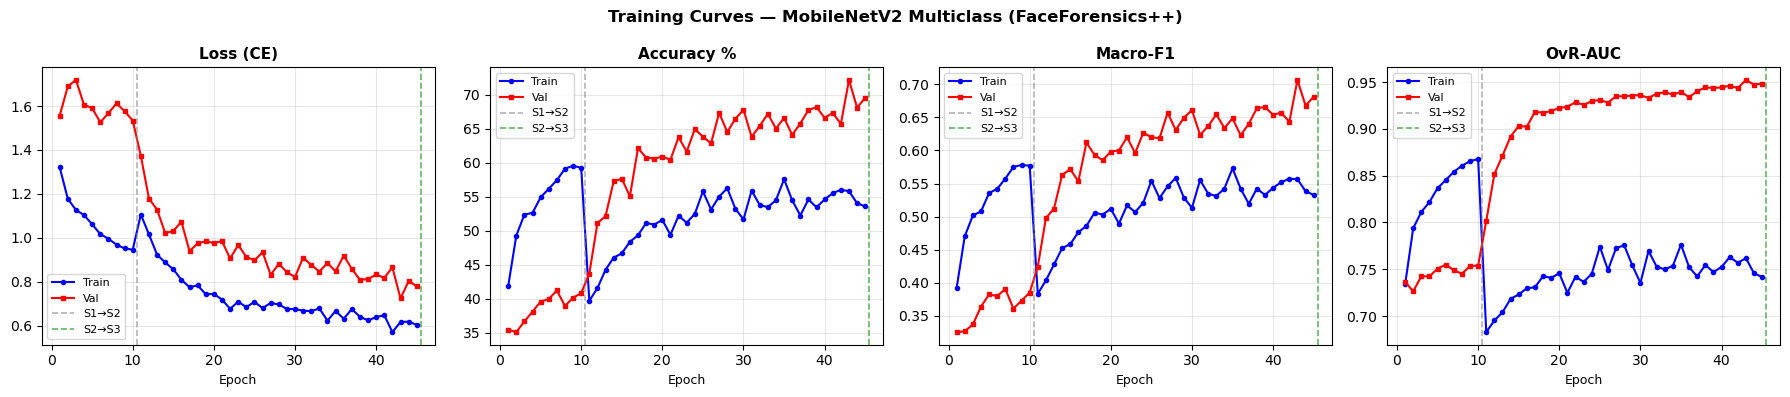 Training Curves — MobileNetV2 Multiclass (FaceForensics++)
Loss (CE)
1.6
1.4
1.2
1.0
0.8
0.6
Train
Val
S1→S2
S2→S3
0 10 20 30 40
Epoch
Accuracy %
70
65
60
55
50
45
40
35
Train
Val
S1→S2
S2→S3
0 10 20 30 40
Epoch
Macro-F1
0.70
0.65
0.60
0.55
0.50
0.45
0.40
0.35
Train
Val
S1→S2
S2→S3
0 10 20 30 40
Epoch
OvR-AUC
0.95
0.90
0.85
0.80
0.75
0.70
Train
Val
S1→S2
S2→S3
0 10 20 30 40
Epoch